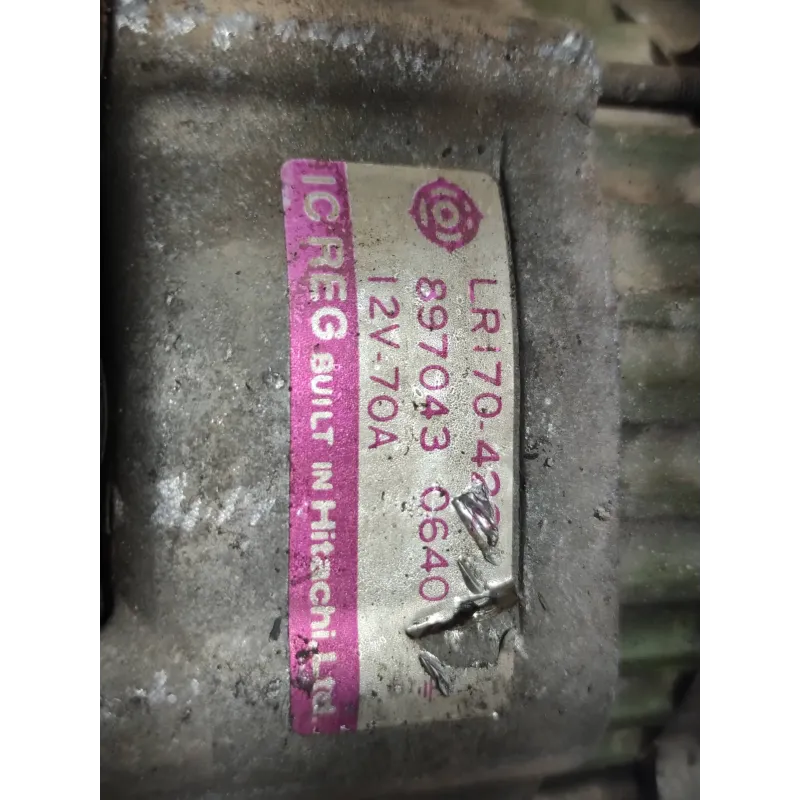 LR170-42
897043 0640
12V-70A
IC REG BUILT IN Hitachi, Ltd.